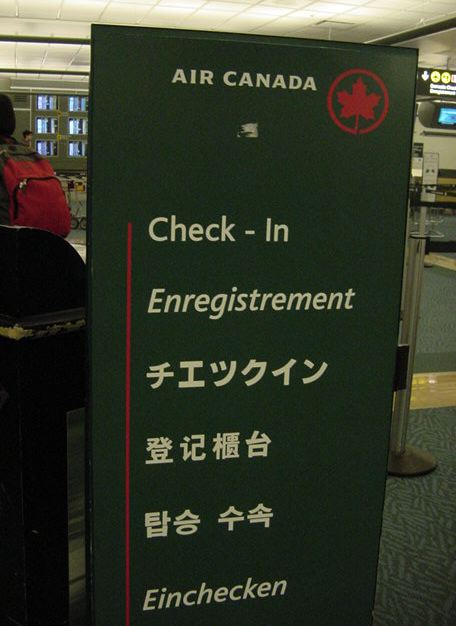 AIR CANADA
Check - In
Enregistrement
チエツクイン
登记櫃台
탑승 수속
Einchecken